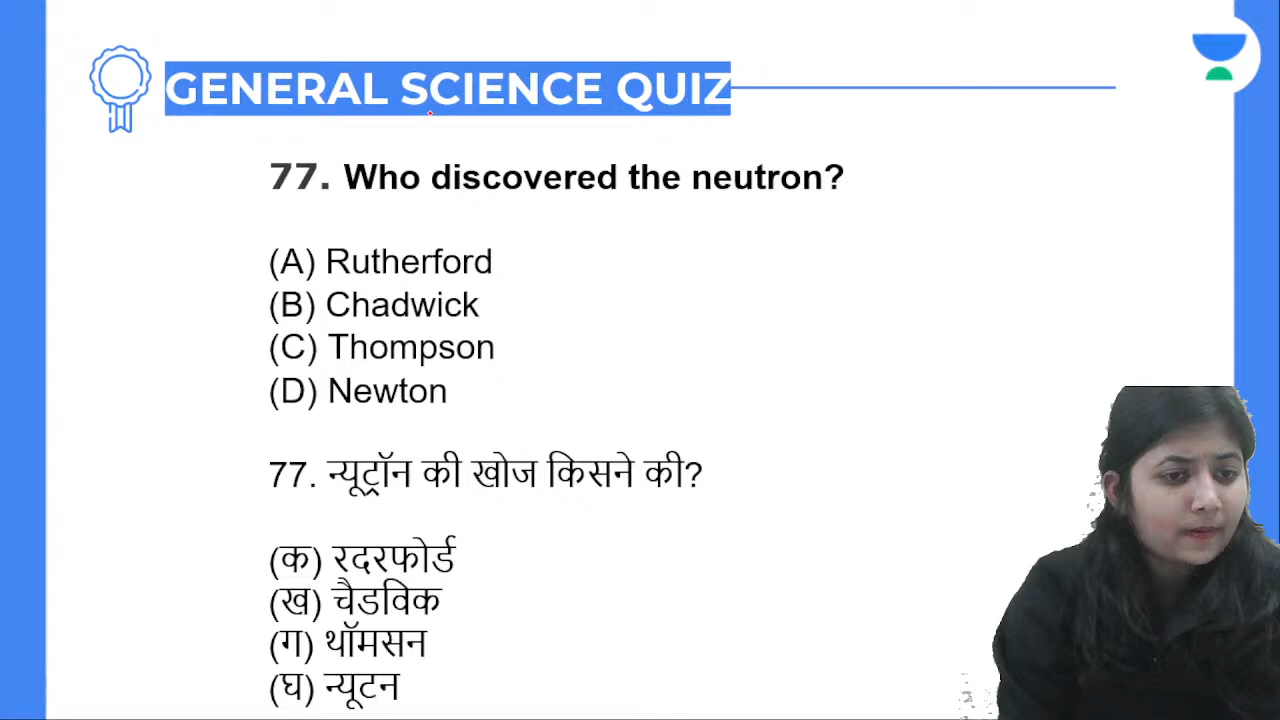 GENERAL SCIENCE QUIZ
77. Who discovered the neutron?
(A) Rutherford
(B) Chadwick
(C) Thompson
(D) Newton
77. न्यूट्रॉन की खोज किसने की?
(क) रदरफोर्ड
(ख) चैडविक
(ग) थॉमसन
(घ) न्यूटन